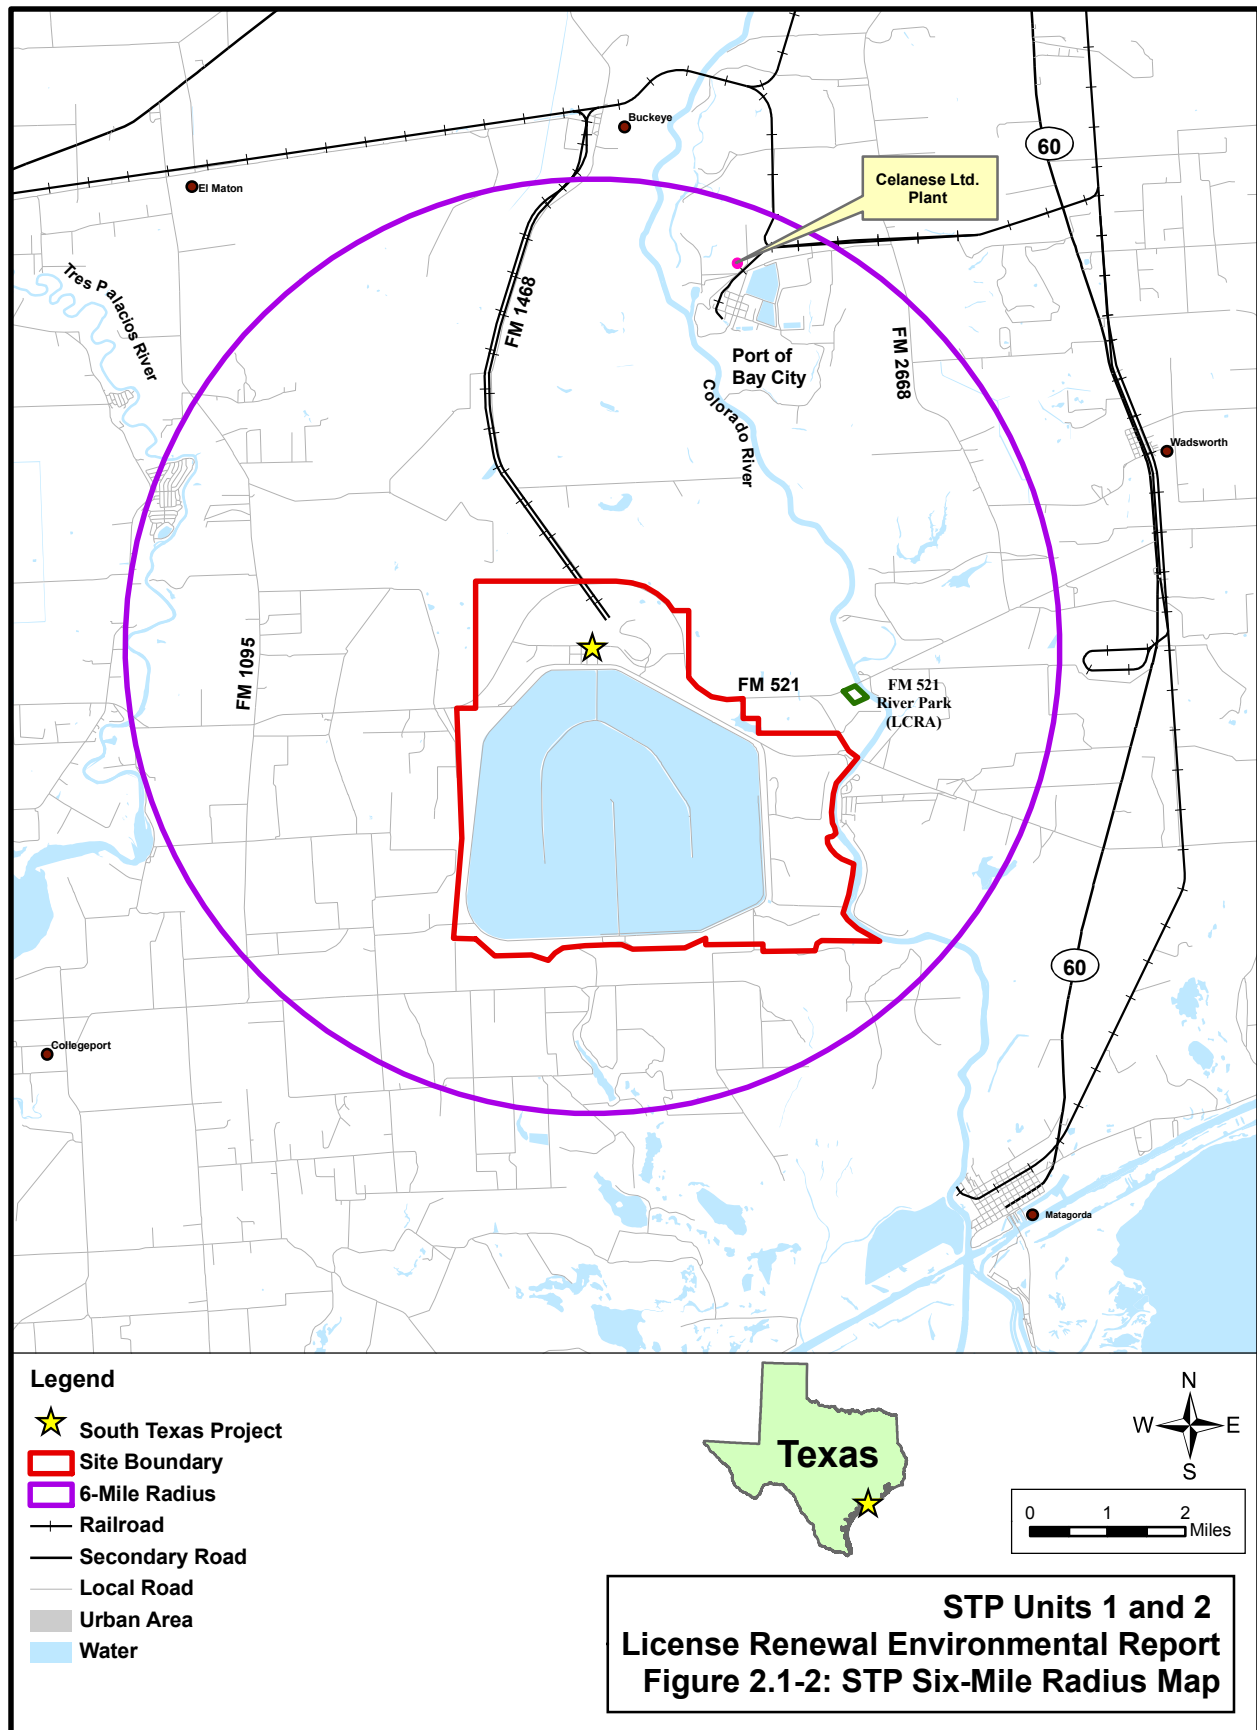 Buckeye
60
El Maton
Celanese Ltd.
Plant
Tres Palacios River
FM 1468
FM 2668
Port of
Bay City
Colorado River
Wadsworth
FM 1095
FM 521
FM 521
River Park
(LCRA)
60
Collegeport
Matagorda
Legend
South Texas Project
Site Boundary
6-Mile Radius
Railroad
Secondary Road
Local Road
Urban Area
Water
Texas
N
W E
S
0 1 2
Miles
STP Units 1 and 2
License Renewal Environmental Report
Figure 2.1-2: STP Six-Mile Radius Map